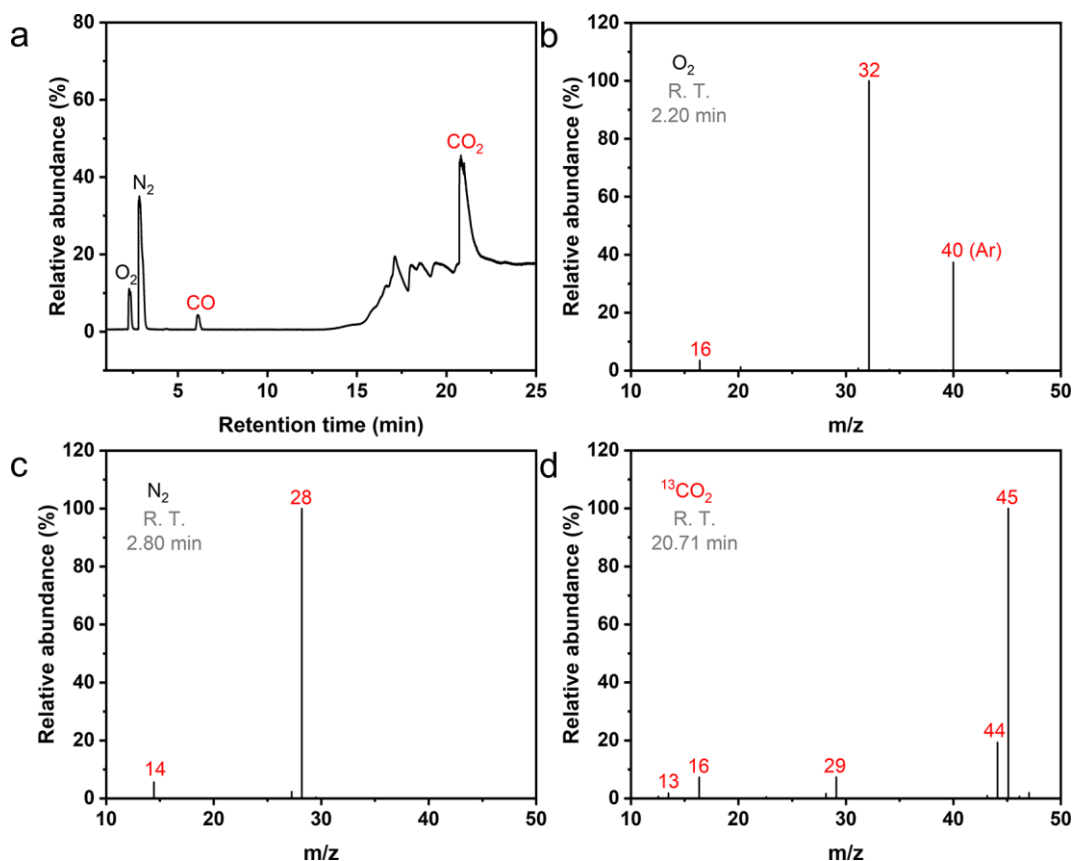 a
Relative abundance (%)
80
60
40
20
0
O₂
N₂
CO
CO₂
5
10
15
20
25
Retention time (min)
b
Relative abundance (%)
120
100
80
60
40
20
0
O₂
R. T.
2.20 min
16
32
40 (Ar)
10
20
30
40
50
m/z
c
Relative abundance (%)
120
100
80
60
40
20
0
N₂
R. T.
2.80 min
14
28
10
20
30
40
50
m/z
d
Relative abundance (%)
120
100
80
60
40
20
0
¹³CO₂
R. T.
20.71 min
13
16
29
44
45
10
20
30
40
50
m/z